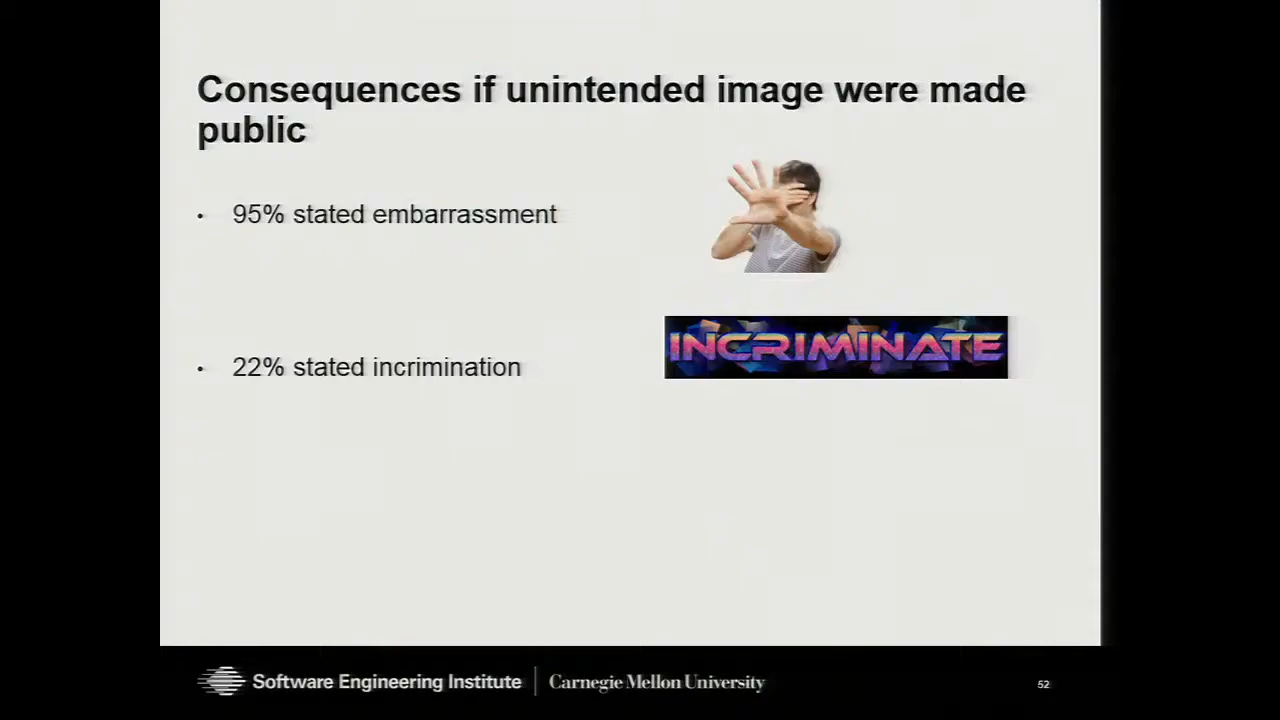 Consequences if unintended image were made
public
• 95% stated embarrassment
INCRIMINATE
• 22% stated incrimination
Software Engineering Institute | Carnegie Mellon University
52